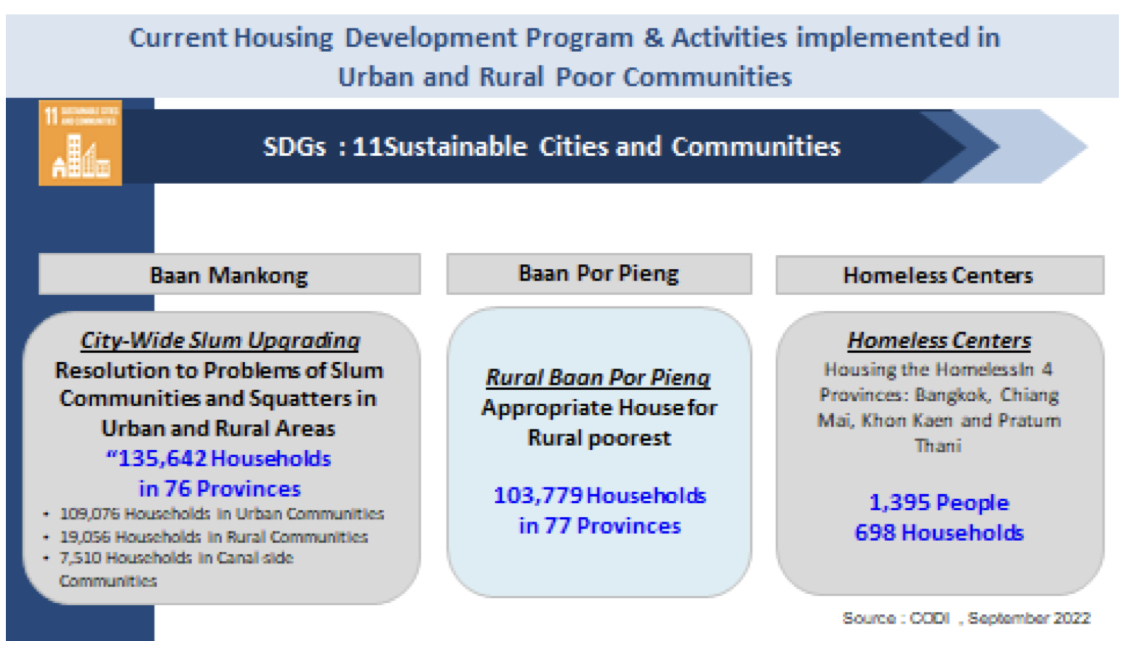 Current Housing Development Program & Activities implemented in
Urban and Rural Poor Communities
11 SUSTAINABLE CITIES
AND COMMUNITIES
SDGs : 11Sustainable Cities and Communities
Baan Mankong
City-Wide Slum Upgrading
Resolution to Problems of Slum
Communities and Squatters in
Urban and Rural Areas
“135,642 Households
in 76 Provinces
• 109,076 Households in Urban Communities
• 19,056 Households in Rural Communities
• 7,510 Households in Canal side
Communities
Baan Por Pieng
Rural Baan Por Pieng
Appropriate House for
Rural poorest
103,779 Households
in 77 Provinces
Homeless Centers
Homeless Centers
Housing the HomelessIn 4
Provinces: Bangkok, Chiang
Mai, Khon Kaen and Pratum
Thani
1,395 People
698 Households
Source : CODI , September 2022